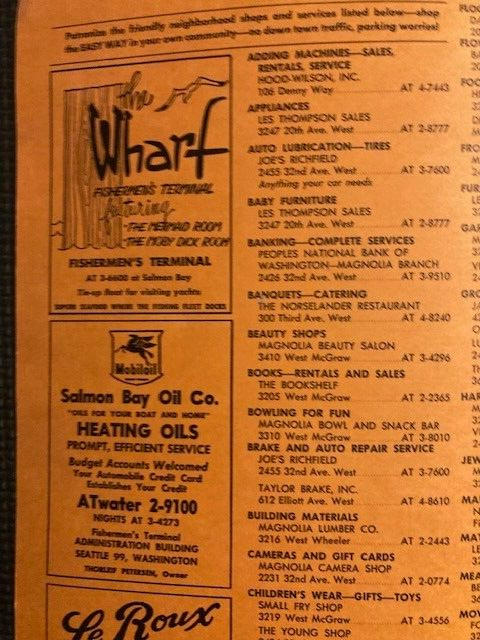 Patronize the friendly neighborhood shops and services listed below—shop
the EASY WAY in your own community—no down town traffic, parking worries!
the
Wharf
FISHERMEN'S TERMINAL
featuring
-THE MERMAID ROOM
-THE MOBY DICK ROOM
FISHERMEN'S TERMINAL
AT 3-6600 at Salmon Bay
Tie-up float for visiting yachts
SUPERB SEAFOOD WHERE THE FISHING FLEET DOCKS
Mobiloil
Salmon Bay Oil Co.
"OILS FOR YOUR BOAT AND HOME"
HEATING OILS
PROMPT, EFFICIENT SERVICE
Budget Accounts Welcomed
Your Automobile Credit Card
Establishes Your Credit
ATwater 2-9100
NIGHTS AT 3-4273
Fishermen's Terminal
ADMINISTRATION BUILDING
SEATTLE 99, WASHINGTON
THORLEIF PETERSEN, Owner
Le Roux
ADDING MACHINES—SALES,
RENTALS, SERVICE
HOOD-WILSON, INC.
106 Denny Way AT 4-7443
APPLIANCES
LES THOMPSON SALES
3247 20th Ave. West AT 2-8777
AUTO LUBRICATION—TIRES
JOE'S RICHFIELD
2455 32nd Ave. West AT 3-7600
Anything your car needs
BABY FURNITURE
LES THOMPSON SALES
3247 20th Ave. West AT 2-8777
BANKING—COMPLETE SERVICES
PEOPLES NATIONAL BANK OF
WASHINGTON—MAGNOLIA BRANCH
2426 32nd Ave. West AT 3-9510
BANQUETS—CATERING
THE NORSELANDER RESTAURANT
300 Third Ave. West AT 4-8240
BEAUTY SHOPS
MAGNOLIA BEAUTY SALON
3410 West McGraw AT 3-4296
BOOKS—RENTALS AND SALES
THE BOOKSHELF
3205 West McGraw AT 2-2365
BOWLING FOR FUN
MAGNOLIA BOWL AND SNACK BAR
3310 West McGraw AT 3-8010
BRAKE AND AUTO REPAIR SERVICE
JOE'S RICHFIELD
2455 32nd Ave. West AT 3-7600
TAYLOR BRAKE, INC.
612 Elliott Ave. West AT 4-8610
BUILDING MATERIALS
MAGNOLIA LUMBER CO.
3216 West Wheeler AT 2-2443
CAMERAS AND GIFT CARDS
MAGNOLIA CAMERA SHOP
2231 32nd Ave. West AT 2-0774
CHILDREN'S WEAR—GIFTS—TOYS
SMALL FRY SHOP
3219 West McGraw AT 3-4556
THE YOUNG SHOP